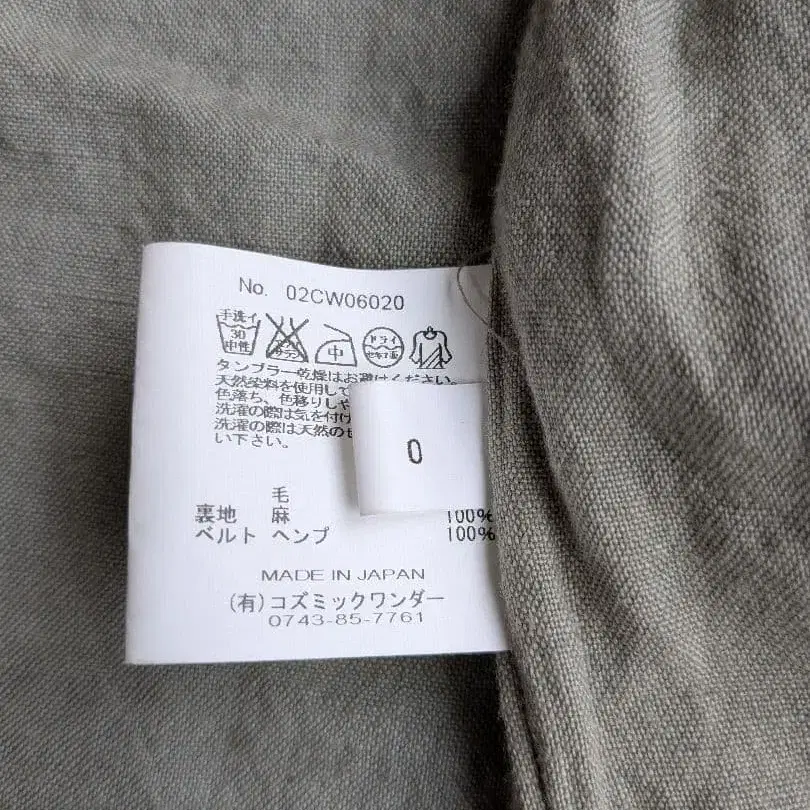 No. 02CW06020
手洗イ
30
中性
中
ドライ
タンブラー乾燥はお避けください。
天然染料を使用して
色落ち、色移りしや
洗濯の際は気を付け
洗濯の際は天然のせ
い下さい。
0
毛
裏地 麻 100%
ベルト ヘンプ 100%
MADE IN JAPAN
(有)コズミックワンダー
0743-85-7761